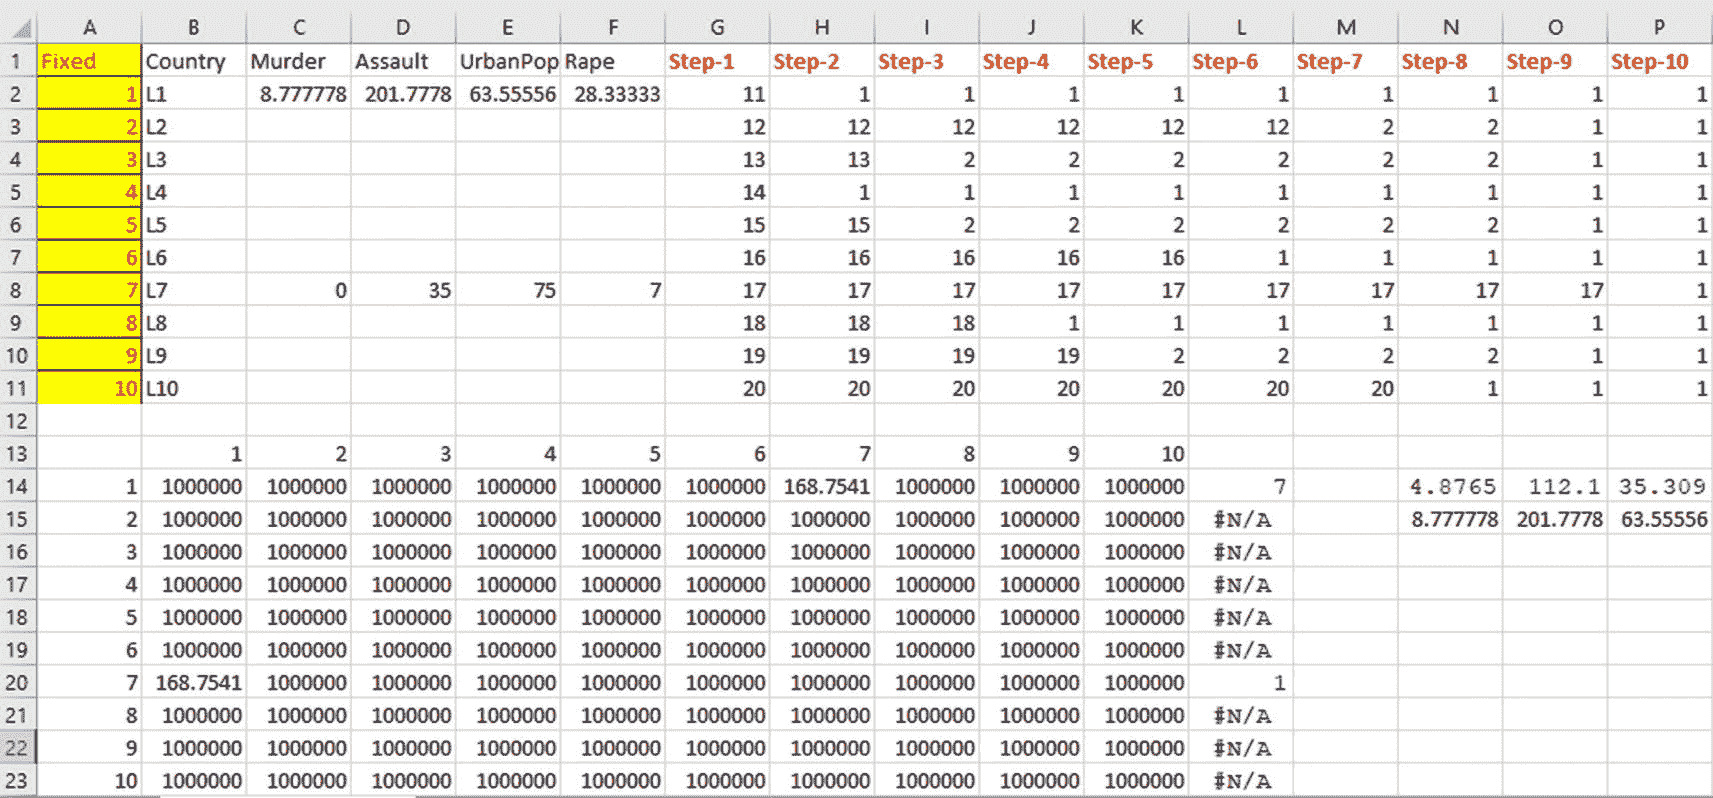 A B C D E F G H I J K L M N O P
1 Fixed Country Murder Assault UrbanPop Rape Step-1 Step-2 Step-3 Step-4 Step-5 Step-6 Step-7 Step-8 Step-9 Step-10
2 1 L1 8.777778 201.7778 63.55556 28.33333 11 1 1 1 1 1 1 1 1 1
3 2 L2 12 12 12 12 12 12 2 2 1 1
4 3 L3 13 13 2 2 2 2 2 2 1 1
5 4 L4 14 1 1 1 1 1 1 1 1 1
6 5 L5 15 15 2 2 2 2 2 2 1 1
7 6 L6 16 16 16 16 16 1 1 1 1 1
8 7 L7 0 35 75 7 17 17 17 17 17 17 17 17 17 1
9 8 L8 18 18 18 1 1 1 1 1 1 1
10 9 L9 19 19 19 19 2 2 2 2 1 1
11 10 L10 20 20 20 20 20 20 20 1 1 1
12
13 1 2 3 4 5 6 7 8 9 10
14 1 1000000 1000000 1000000 1000000 1000000 1000000 168.7541 1000000 1000000 1000000 7 4.8765 112.1 35.309
15 2 1000000 1000000 1000000 1000000 1000000 1000000 1000000 1000000 1000000 1000000 #N/A 8.777778 201.7778 63.55556
16 3 1000000 1000000 1000000 1000000 1000000 1000000 1000000 1000000 1000000 1000000 #N/A
17 4 1000000 1000000 1000000 1000000 1000000 1000000 1000000 1000000 1000000 1000000 #N/A
18 5 1000000 1000000 1000000 1000000 1000000 1000000 1000000 1000000 1000000 1000000 #N/A
19 6 1000000 1000000 1000000 1000000 1000000 1000000 1000000 1000000 1000000 1000000 #N/A
20 7 168.7541 1000000 1000000 1000000 1000000 1000000 1000000 1000000 1000000 1000000 1
21 8 1000000 1000000 1000000 1000000 1000000 1000000 1000000 1000000 1000000 1000000 #N/A
22 9 1000000 1000000 1000000 1000000 1000000 1000000 1000000 1000000 1000000 1000000 #N/A
23 10 1000000 1000000 1000000 1000000 1000000 1000000 1000000 1000000 1000000 1000000 #N/A